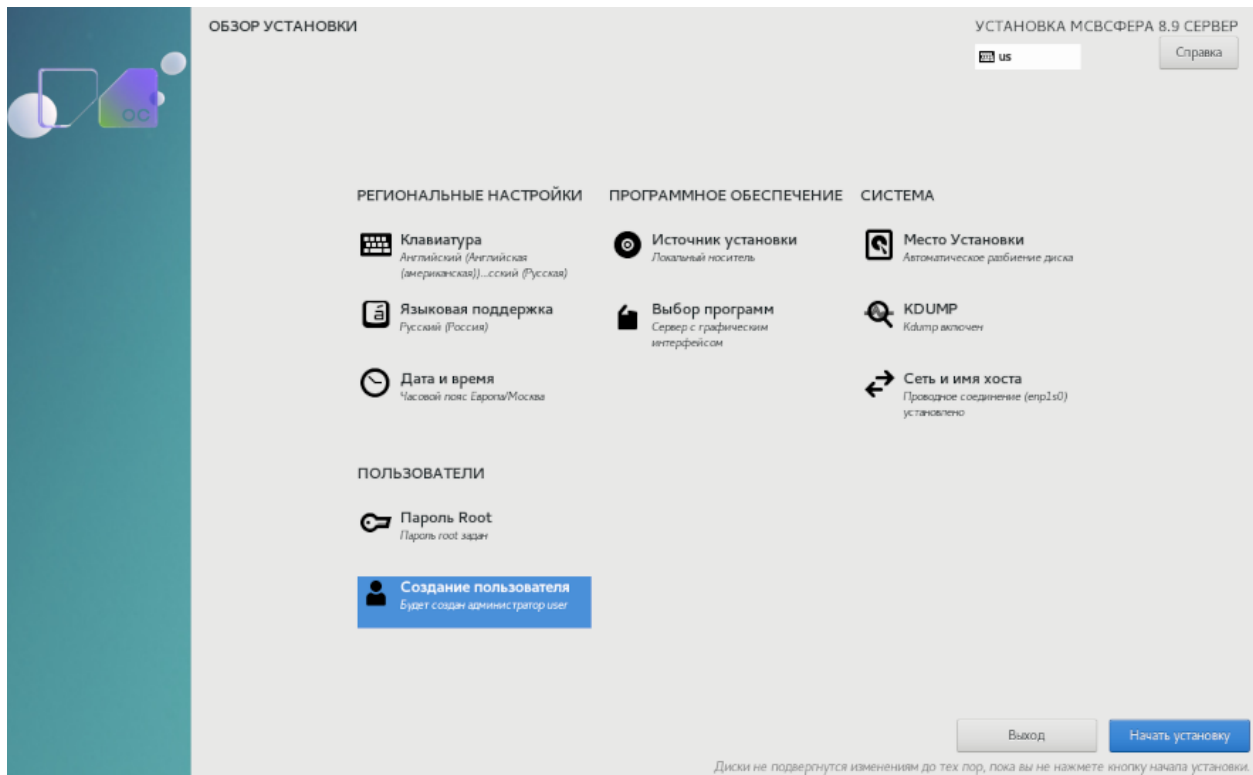 ОБЗОР УСТАНОВКИ
УСТАНОВКА МСВСФЕРА 8.9 СЕРВЕР
us
Справка
ОС
РЕГИОНАЛЬНЫЕ НАСТРОЙКИ
Клавиатура
Английский (Английская
(американская))...сский (Русская)
Языковая поддержка
Русский (Россия)
Дата и время
Часовой пояс Европа/Москва
ПРОГРАММНОЕ ОБЕСПЕЧЕНИЕ
Источник установки
Локальный носитель
Выбор программ
Сервер с графическим
интерфейсом
СИСТЕМА
Место Установки
Автоматическое разбиение диска
KDUMP
Kdump включен
Сеть и имя хоста
Проводное соединение (enp1s0)
установлено
ПОЛЬЗОВАТЕЛИ
Пароль Root
Пароль root задан
Создание пользователя
Будет создан администратор user
Выход
Начать установку
Диски не подвергнутся изменениям до тех пор, пока вы не нажмете кнопку начала установки.